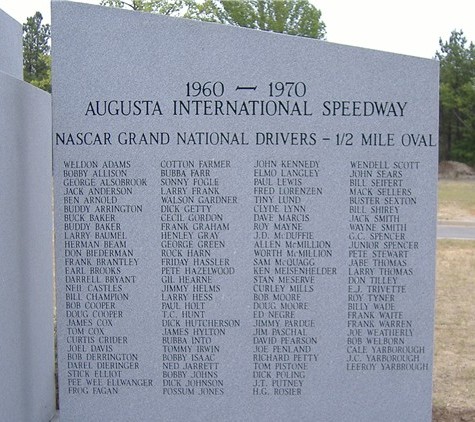 1960 — 1970
AUGUSTA INTERNATIONAL SPEEDWAY
NASCAR GRAND NATIONAL DRIVERS - 1/2 MILE OVAL
WELDON ADAMS
BOBBY ALLISON
GEORGE ALSOBROOK
JACK ANDERSON
BEN ARNOLD
BUDDY ARRINGTON
BUCK BAKER
BUDDY BAKER
LARRY BAUMEL
HERMAN BEAM
DON BIEDERMAN
FRANK BRANTLEY
EARL BROOKS
DARRELL BRYANT
NEIL CASTLES
BILL CHAMPION
BOB COOPER
DOUG COOPER
JAMES COX
TOM COX
CURTIS CRIDER
JOEL DAVIS
BOB DERRINGTON
DAREL DIERINGER
STICK ELLIOT
PEE WEE ELLWANGER
FROG FAGAN
COTTON FARMER
BUBBA FARR
SONNY FOGLE
LARRY FRANK
WALSON GARDNER
DICK GETTY
CECIL GORDON
FRANK GRAHAM
HENLEY GRAY
GEORGE GREEN
ROCK HARN
FRIDAY HASSLER
PETE HAZELWOOD
GIL HEARNE
JIMMY HELMS
LARRY HESS
PAUL HOLT
T.C. HUNT
DICK HUTCHERSON
JAMES HYLTON
BUBBA INTO
TOMMY IRWIN
BOBBY ISAAC
NED JARRETT
BOBBY JOHNS
DICK JOHNSON
POSSUM JONES
JOHN KENNEDY
ELMO LANGLEY
PAUL LEWIS
FRED LORENZEN
TINY LUND
CLYDE LYNN
DAVE MARCIS
ROY MAYNE
J.D. McDUFFIE
ALLEN McMILLION
WORTH McMILLION
SAM McQUAGG
KEN MEISENHELDER
STAN MESERVE
CURLEY MILLS
BOB MOORE
DOUG MOORE
ED NEGRE
JIMMY PARDUE
JIM PASCHAL
DAVID PEARSON
JOE PENLAND
RICHARD PETTY
TOM PISTONE
DICK POLING
J.T. PUTNEY
H.G. ROSIER
WENDELL SCOTT
JOHN SEARS
BILL SEIFERT
MACK SELLERS
BUSTER SEXTON
BILL SHIREY
JACK SMITH
WAYNE SMITH
G.C. SPENCER
JUNIOR SPENCER
PETE STEWART
JABE THOMAS
LARRY THOMAS
DON TILLEY
E.J. TRIVETTE
ROY TYNER
BILLY WADE
FRANK WAITE
FRANK WARREN
JOE WEATHERLY
BOB WELBORN
CALE YARBOROUGH
J.C. YARBOROUGH
LEEROY YARBROUGH